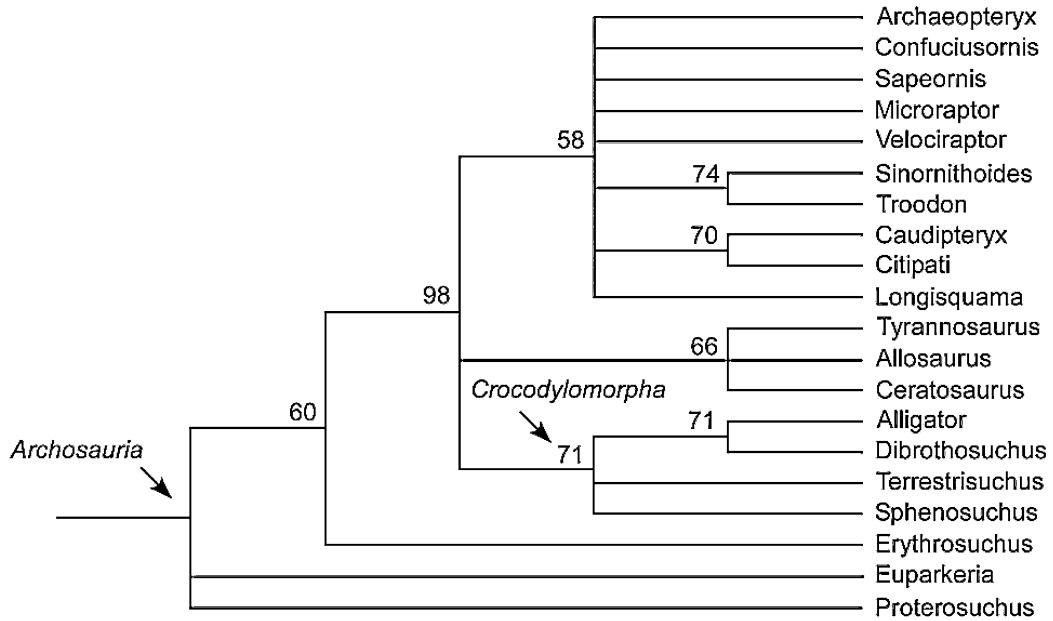 Archaeopteryx
Confuciusornis
Sapeornis
Microraptor
58
Velociraptor
74
Sinornithoides
Troodon
70
Caudipteryx
Citipati
98
Longisquama
Tyrannosaurus
66
Allosaurus
Crocodylomorpha
Ceratosaurus
60
71
Alligator
Archosauria
71
Dibrothosuchus
Terrestrisuchus
Sphenosuchus
Erythrosuchus
Euparkeria
Proterosuchus